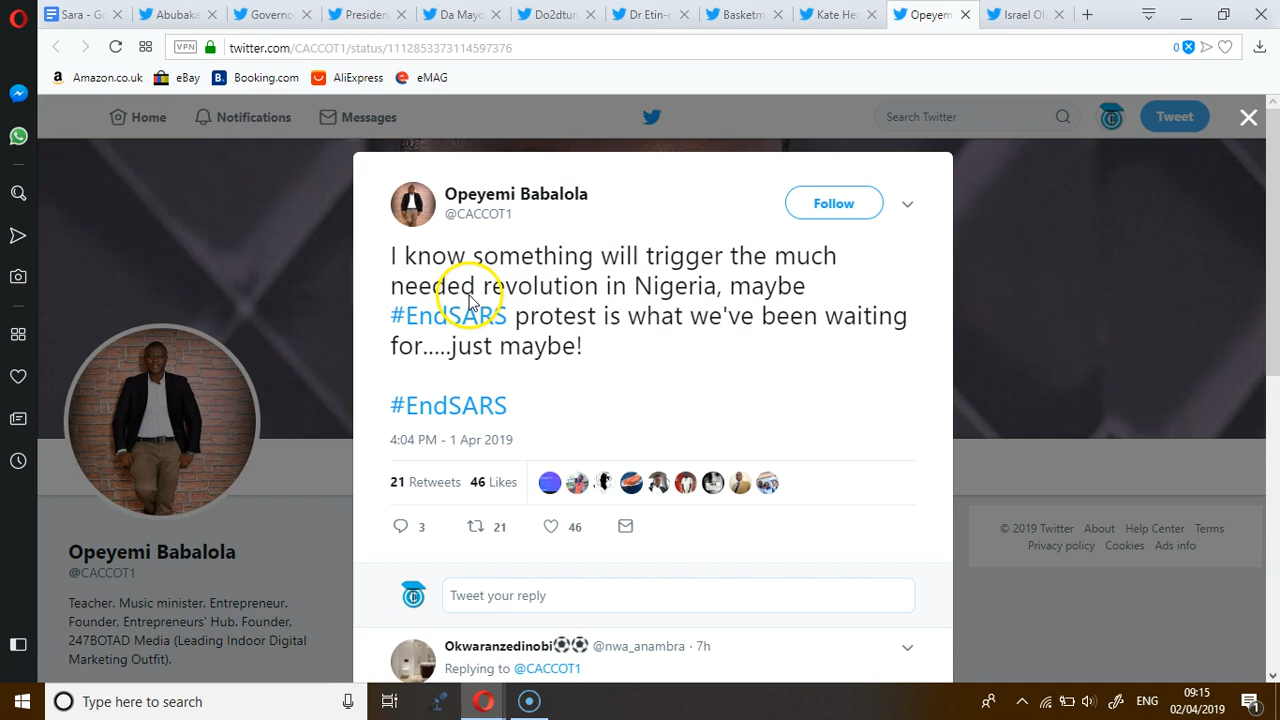 Sara - Go
Abubaka
Governo
Presiden
Da Mayo
Do2dtun
Dr Etin-o
Basketm
Kate Hen
Opeyem
Israel Ol
VPN
twitter.com/CACCOT1/status/1112853373114597376
0
Amazon.co.uk
eBay
B.
Booking.com
AliExpress
eMAG
Home
Notifications
Messages
Search Twitter
Tweet
Opeyemi Babalola
@CACCOT1
Follow
I know something will trigger the much
needed revolution in Nigeria, maybe
#EndSARS protest is what we've been waiting
for.....just maybe!
#EndSARS
4:04 PM - 1 Apr 2019
21 Retweets 46 Likes
3 21 46
Tweet your reply
Okwaranzedinobi⚽⚽ @nwa_anambra · 7h
Replying to @CACCOT1
Opeyemi Babalola
@CACCOT1
Teacher. Music minister. Entrepreneur.
Founder, Entrepreneurs' Hub. Founder,
247BOTAD Media (Leading Indoor Digital
Marketing Outfit).
© 2019 Twitter About Help Center Terms
Privacy policy Cookies Ads info
Type here to search
ENG
09:15
02/04/2019
1